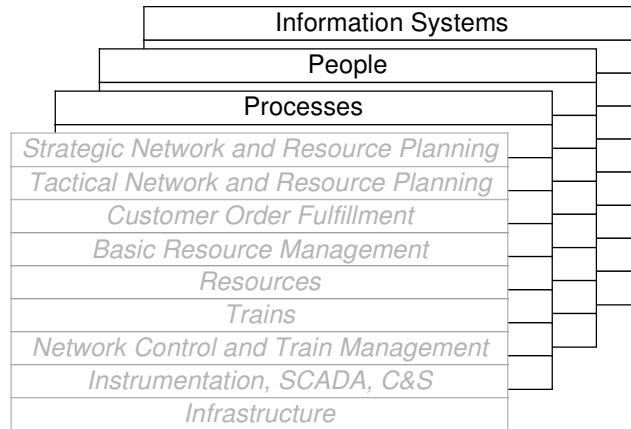 Information Systems
People
Processes
Strategic Network and Resource Planning
Tactical Network and Resource Planning
Customer Order Fulfillment
Basic Resource Management
Resources
Trains
Network Control and Train Management
Instrumentation, SCADA, C&S
Infrastructure